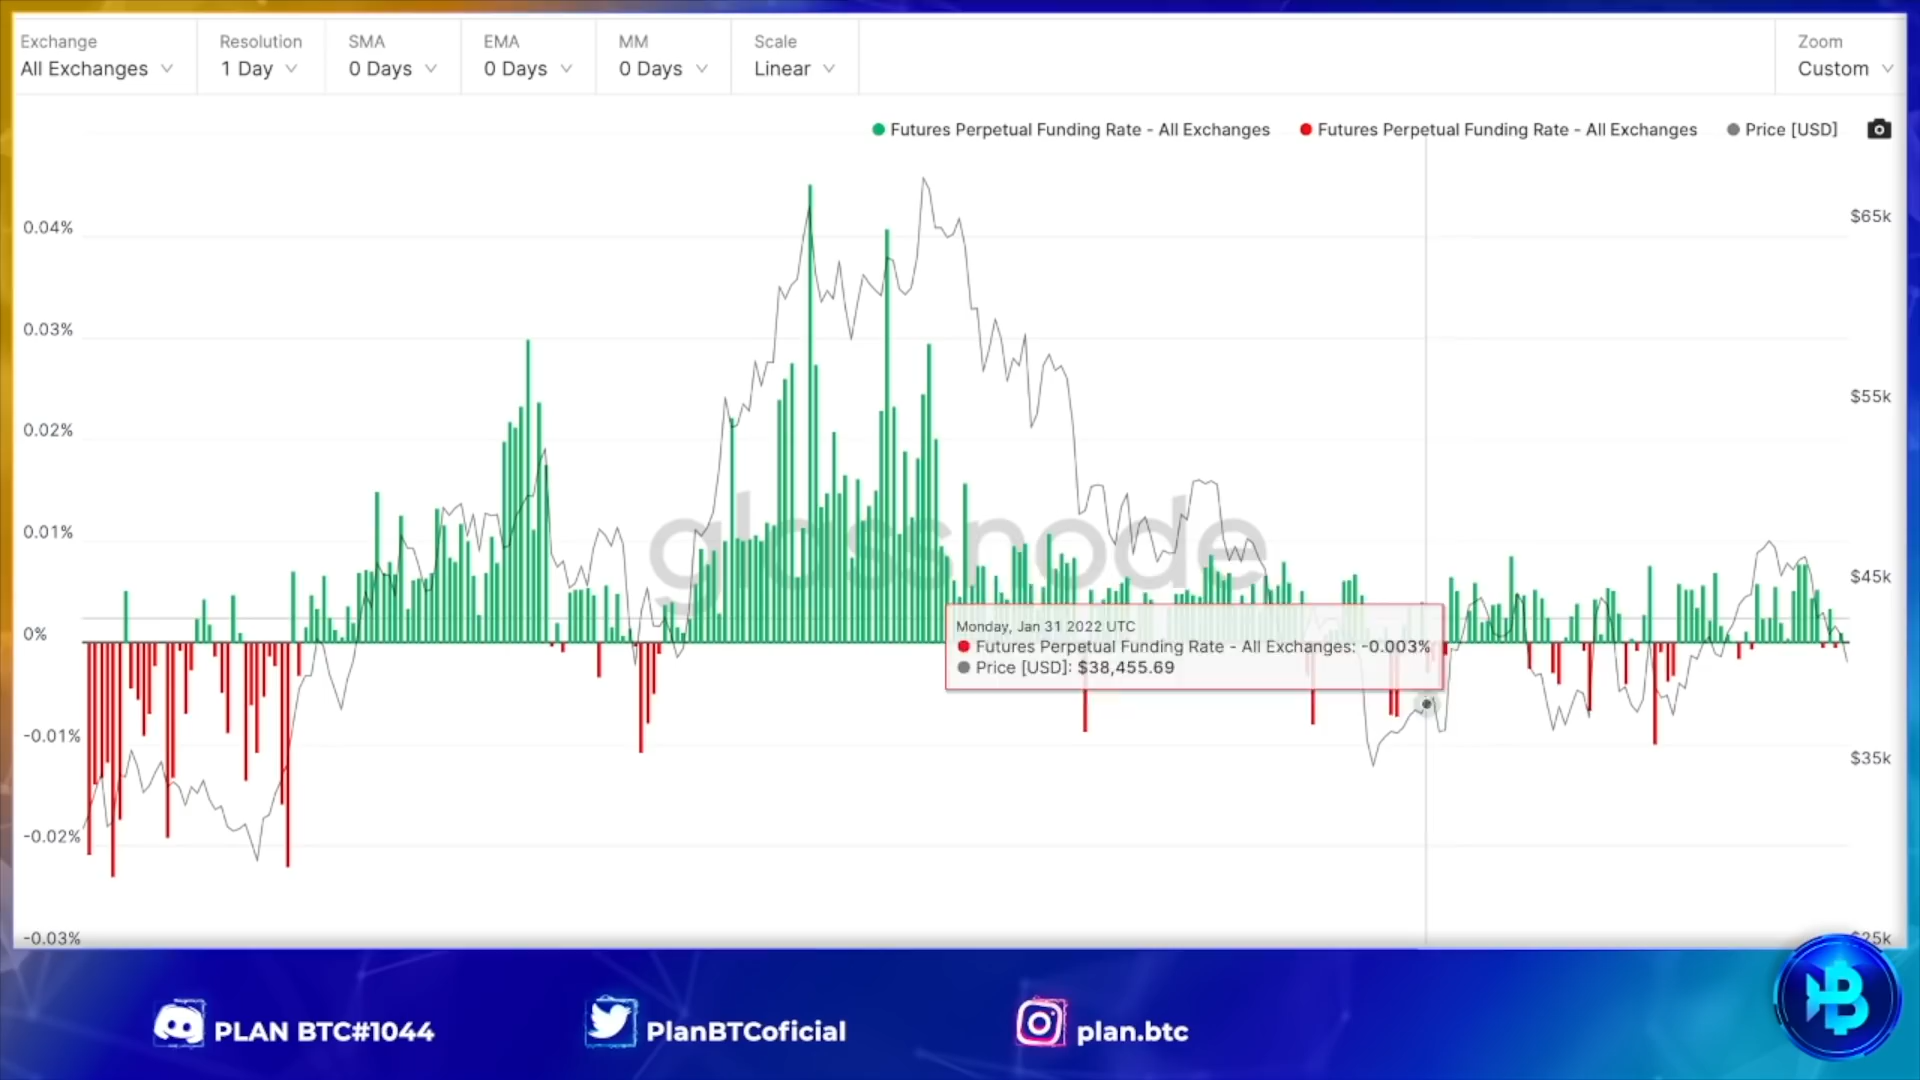 Exchange
All Exchanges
Resolution
1 Day
SMA
0 Days
EMA
0 Days
MM
0 Days
Scale
Linear
Zoom
Custom
Futures Perpetual Funding Rate - All Exchanges
Futures Perpetual Funding Rate - All Exchanges
Price [USD]
0.04%
0.03%
0.02%
0.01%
0%
-0.01%
-0.02%
-0.03%
$65k
$55k
$45k
$35k
$25k
glassnode
Monday, Jan 31 2022 UTC
Futures Perpetual Funding Rate - All Exchanges: -0.003%
Price [USD]: $38,455.69
PLAN BTC#1044
PlanBTCoficial
plan.btc